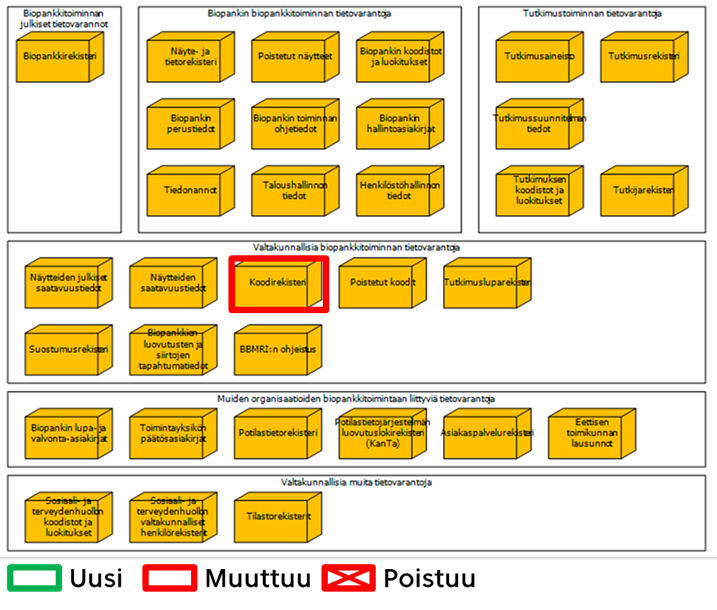 Biopankkitoiminnan
julkiset tietovarannot
Biopankkirekisteri
Biopankin biopankkitoiminnan tietovarantoja
Näyte- ja
tietorekisteri
Poistetut näytteet
Biopankin koodistot
ja luokitukset
Biopankin
perustiedot
Biopankin toiminnan
ohjetiedot
Biopankin
hallintoasiakirjat
Tiedonannot
Taloushallinnon
tiedot
Henkilöstöhallinnon
tiedot
Tutkimustoiminnan tietovarantoja
Tutkimusaineisto
Tutkimusrekisteri
Tutkimussuunnitelman
tiedot
Tutkimuksen
koodistot ja
luokitukset
Tutkijarekisteri
Valtakunnallisia biopankkitoiminnan tietovarantoja
Näytteiden julkiset
saatavuustiedot
Näytteiden
saatavuustiedot
Koodirekisteri
Poistetut koodit
Tutkimusluparekisteri
Suostumusrekisteri
Biopankkien
luovutusten ja
siirtojen
tapahtumatiedot
BBMRI:n ohjeistus
Muiden organisaatioiden biopankkitoimintaan liittyviä tietovarantoja
Biopankin lupa- ja
valvonta-asiakirjat
Toimintayksikön
päätösasiakirjat
Potilastietorekisteri
Potilastietojärjestelmän
luovutuslokirekisteri
(KanTa)
Asiakaspalvelurekisteri
Eettisen
toimikunnan
lausunnot
Valtakunnallisia muita tietovarantoja
Sosiaali- ja
terveydenhuollon
koodistot ja
luokitukset
Sosiaali- ja
terveydenhuollon
valtakunnalliset
henkilörekisterit
Tilastorekisterit
Uusi
Muuttuu
Poistuu